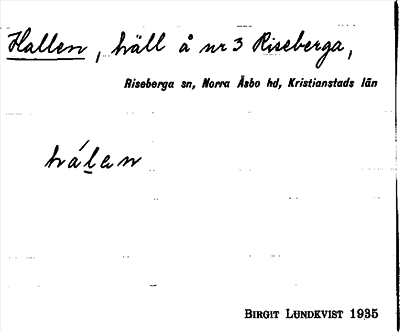 Hallen, häll å nr 3 Riseberga,
Riseberga sn, Norra Åsbo hd, Kristianstads län
hálen
BIRGIT LUNDKVIST 1935